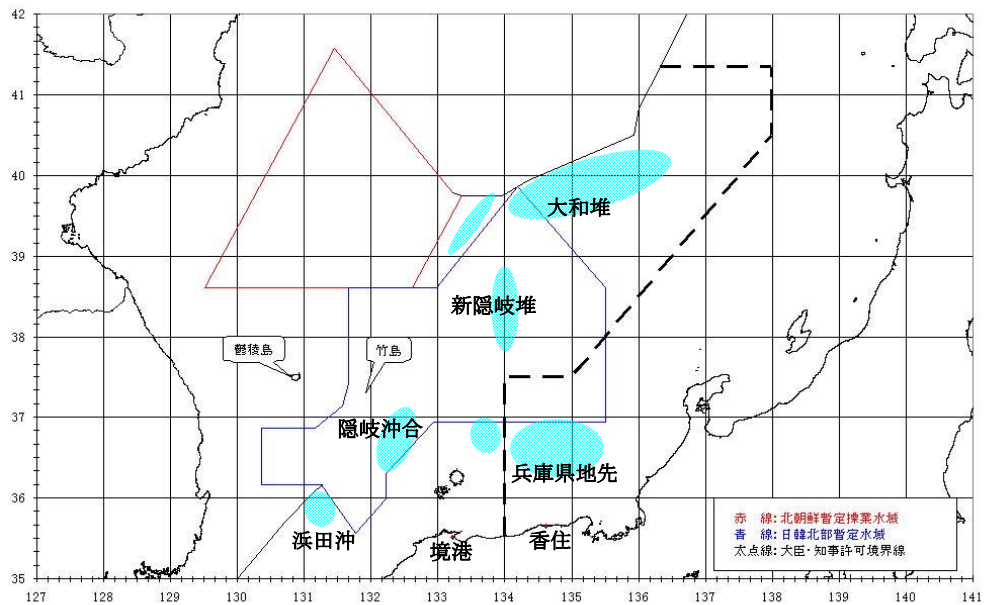 42
41
40
39
38
37
36
35
大和堆
新隠岐堆
鬱稜島
竹島
隠岐沖合
兵庫県地先
浜田沖
境港
香住
赤 線:北朝鮮暫定操業水域
青 線:日韓北部暫定水域
太点線:大臣・知事許可境界線
127 128 129 130 131 132 133 134 135 136 137 138 139 140 141